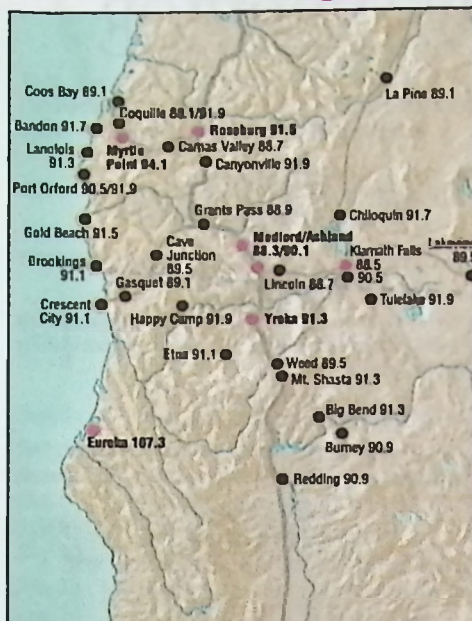 La Pine 89.1
Coos Bay 89.1
Coquille 88.1/91.9
Bandon 91.7
Roseburg 91.5
Langlois
91.3
Myrtle
Point 94.1
Camas Valley 88.7
Canyonville 91.9
Port Orford 90.5/91.9
Grants Pass 88.9
Gold Beach 91.5
Chiloquin 91.7
Cave
Junction
89.5
Medford/Ashland
88.3/90.1
Klamath Falls
88.5
90.5
Lakeview
89.5
Brookings
91.1
Gasquet 89.1
Lincoln 88.7
Tulelake 91.9
Crescent
City 91.1
Happy Camp 91.9
Yreka 91.3
Etna 91.1
Weed 89.5
Mt. Shasta 91.3
Big Bend 91.3
Eureka 107.3
Burney 90.9
Redding 90.9